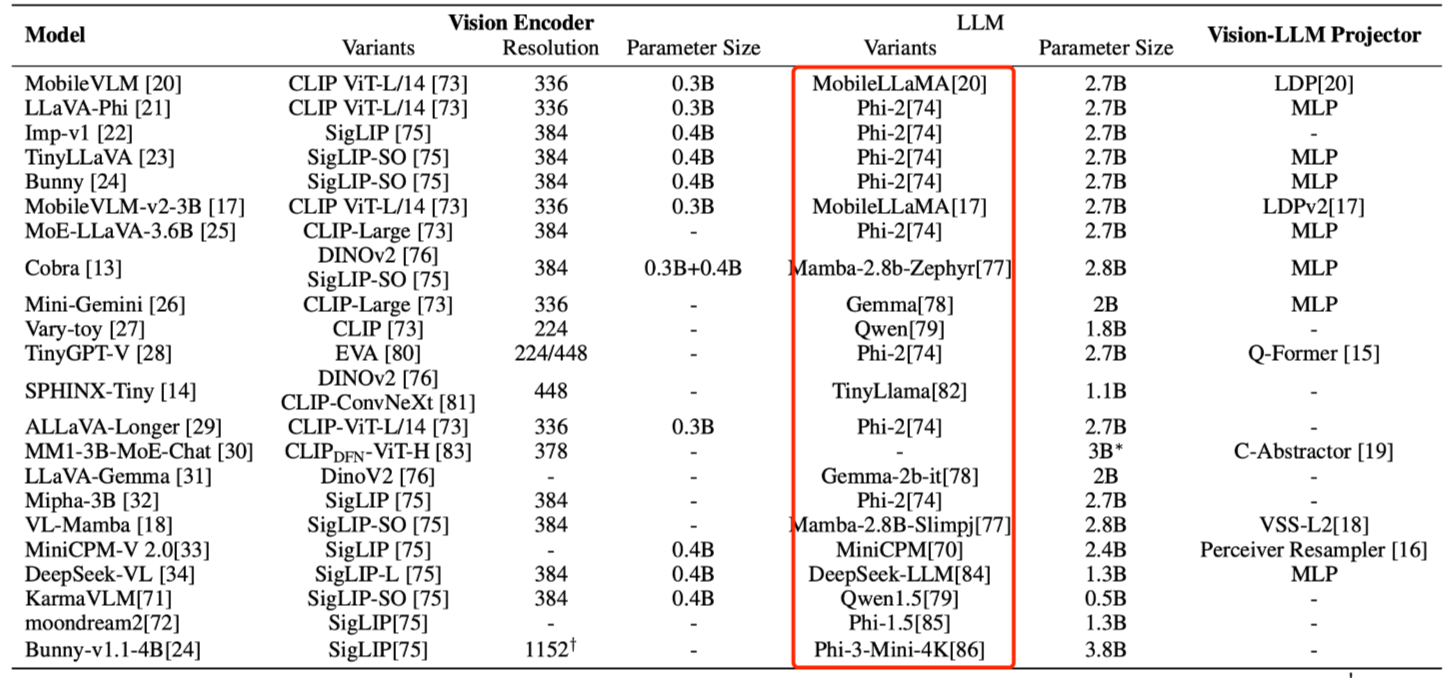 Model Vision Encoder LLM Vision-LLM Projector
Variants Resolution Parameter Size Variants Parameter Size
MobileVLM [20] CLIP ViT-L/14 [73] 336 0.3B MobileLLaMA[20] 2.7B LDP[20]
LLaVA-Phi [21] CLIP ViT-L/14 [73] 336 0.3B Phi-2[74] 2.7B MLP
Imp-v1 [22] SigLIP [75] 384 0.4B Phi-2[74] 2.7B -
TinyLLaVA [23] SigLIP-SO [75] 384 0.4B Phi-2[74] 2.7B MLP
Bunny [24] SigLIP-SO [75] 384 0.4B Phi-2[74] 2.7B MLP
MobileVLM-v2-3B [17] CLIP ViT-L/14 [73] 336 0.3B MobileLLaMA[17] 2.7B LDPv2[17]
MoE-LLaVA-3.6B [25] CLIP-Large [73] 384 - Phi-2[74] 2.7B MLP
Cobra [13] DINOv2 [76] SigLIP-SO [75] 384 0.3B+0.4B Mamba-2.8b-Zephyr[77] 2.8B MLP
Mini-Gemini [26] CLIP-Large [73] 336 - Gemma[78] 2B MLP
Vary-toy [27] CLIP [73] 224 - Qwen[79] 1.8B -
TinyGPT-V [28] EVA [80] 224/448 - Phi-2[74] 2.7B Q-Former [15]
SPHINX-Tiny [14] DINOv2 [76] CLIP-ConvNeXt [81] 448 - TinyLlama[82] 1.1B -
ALLaVA-Longer [29] CLIP-ViT-L/14 [73] 336 0.3B Phi-2[74] 2.7B -
MM1-3B-MoE-Chat [30] CLIPDFN-ViT-H [83] 378 - - 3B* C-Abstractor [19]
LLaVA-Gemma [31] DinoV2 [76] - - Gemma-2b-it[78] 2B -
Mipha-3B [32] SigLIP [75] 384 - Phi-2[74] 2.7B -
VL-Mamba [18] SigLIP-SO [75] 384 - Mamba-2.8B-Slimpj[77] 2.8B VSS-L2[18]
MiniCPM-V 2.0[33] SigLIP [75] - 0.4B MiniCPM[70] 2.4B Perceiver Resampler [16]
DeepSeek-VL [34] SigLIP-L [75] 384 0.4B DeepSeek-LLM[84] 1.3B MLP
KarmaVLM[71] SigLIP-SO [75] 384 0.4B Qwen1.5[79] 0.5B -
moondream2[72] SigLIP[75] - - Phi-1.5[85] 1.3B -
Bunny-v1.1-4B[24] SigLIP[75] 1152† - Phi-3-Mini-4K[86] 3.8B -